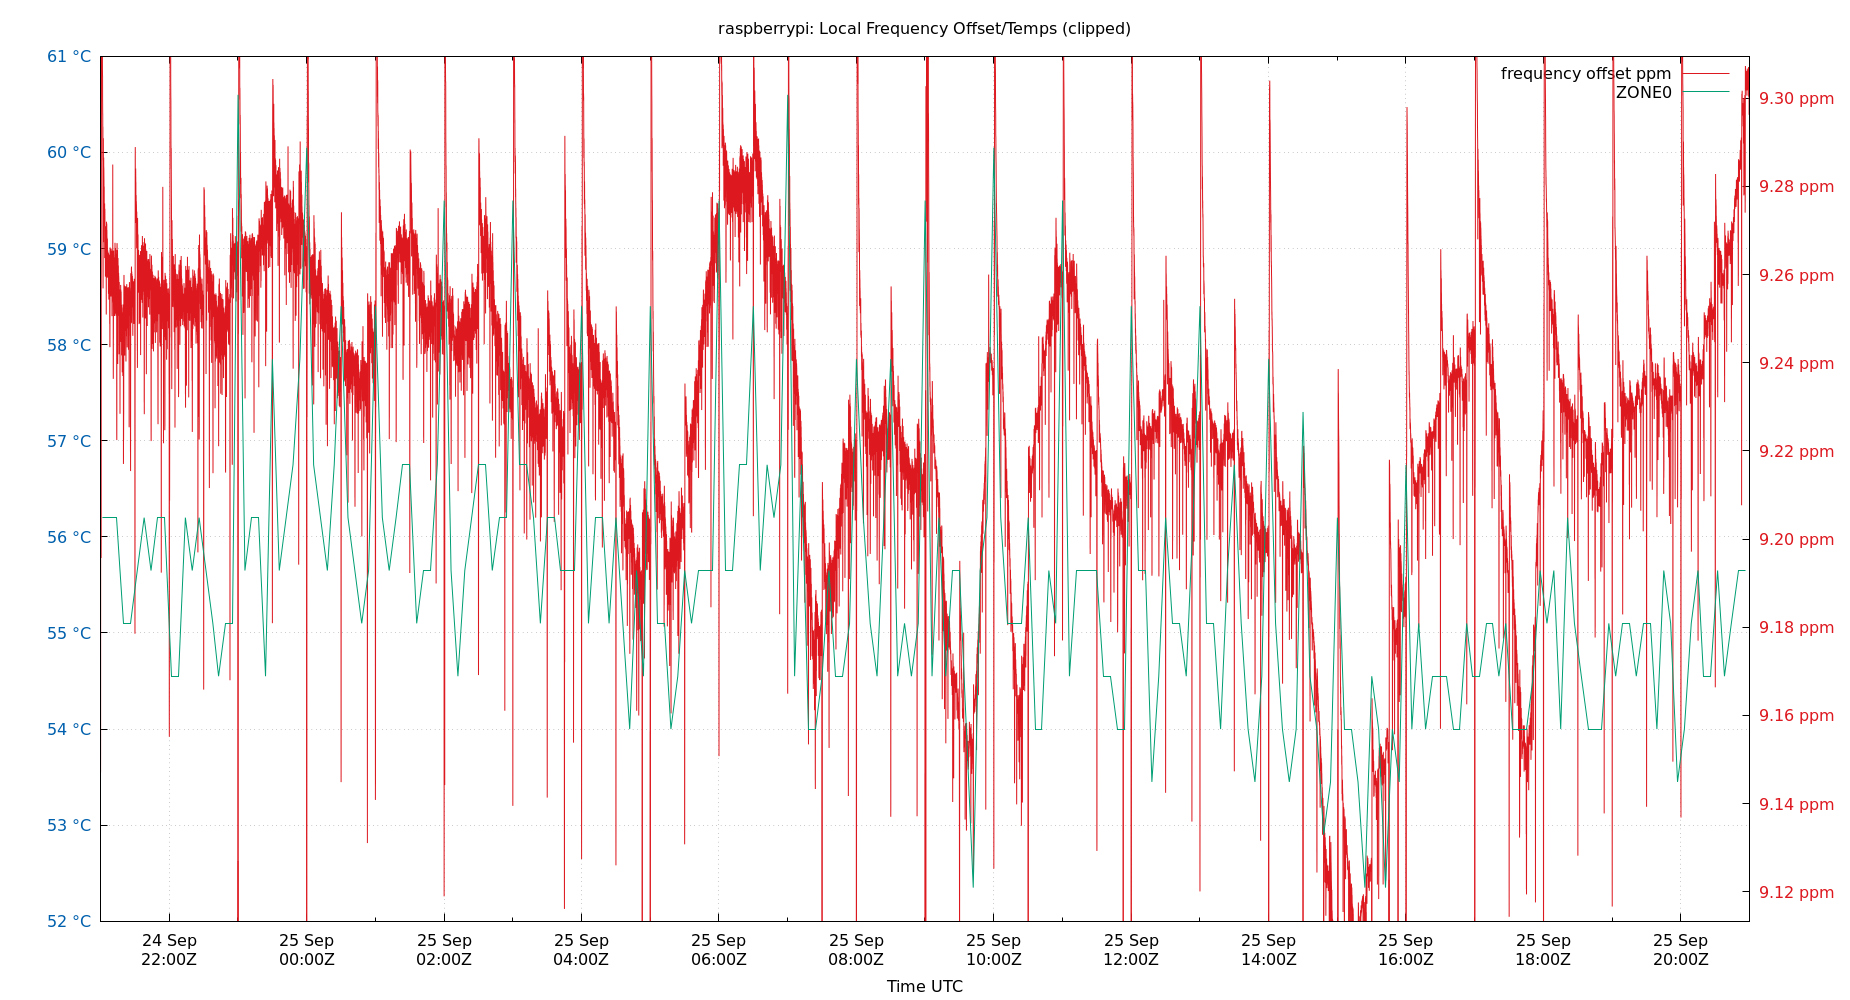 raspberrypi: Local Frequency Offset/Temps (clipped)
61 °C
60 °C
59 °C
58 °C
57 °C
56 °C
55 °C
54 °C
53 °C
52 °C
frequency offset ppm
ZONE0
9.30 ppm
9.28 ppm
9.26 ppm
9.24 ppm
9.22 ppm
9.20 ppm
9.18 ppm
9.16 ppm
9.14 ppm
9.12 ppm
24 Sep 25 Sep 25 Sep 25 Sep 25 Sep 25 Sep 25 Sep 25 Sep 25 Sep 25 Sep 25 Sep 25 Sep
22:00Z 00:00Z 02:00Z 04:00Z 06:00Z 08:00Z 10:00Z 12:00Z 14:00Z 16:00Z 18:00Z 20:00Z
Time UTC